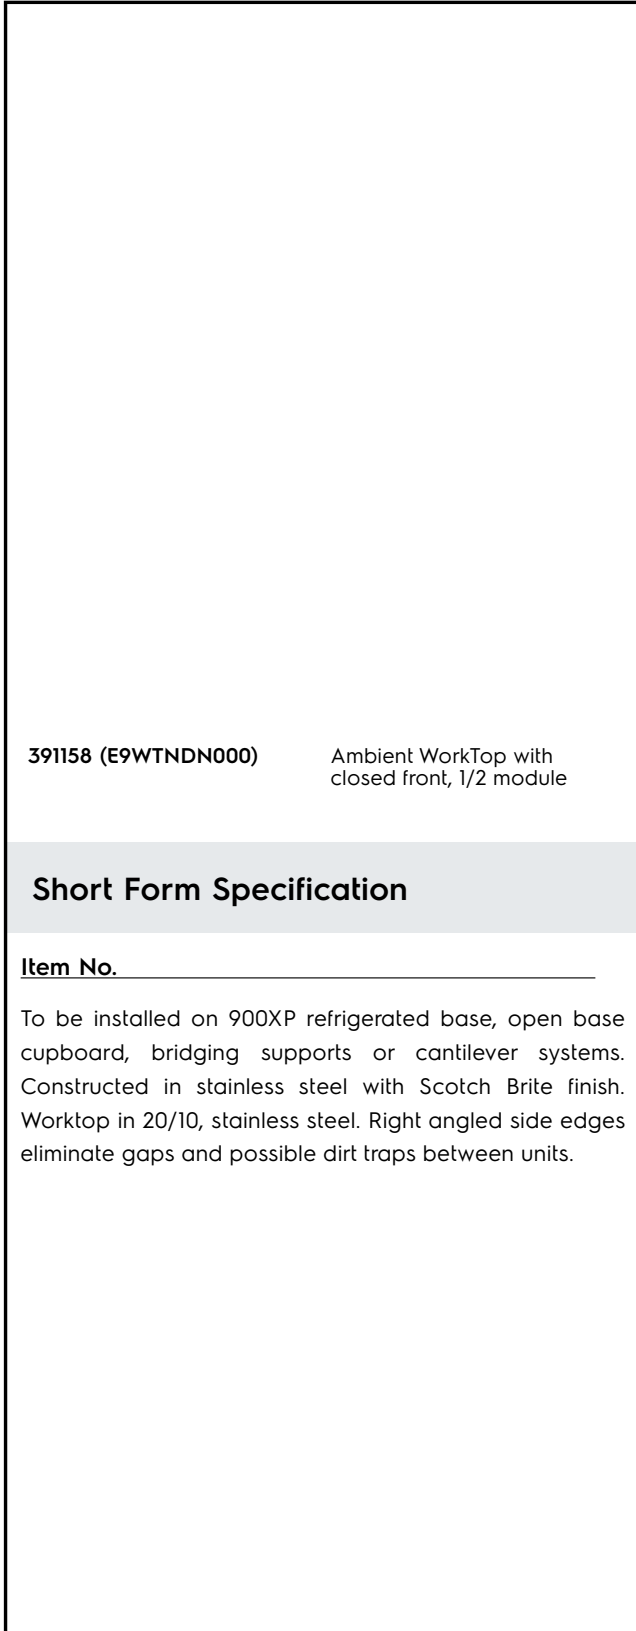 391158 (E9WTNDN000)
Ambient WorkTop with
closed front, 1/2 module
Short Form Specification
Item No.
To be installed on 900XP refrigerated base, open base
cupboard, bridging supports or cantilever systems.
Constructed in stainless steel with Scotch Brite finish.
Worktop in 20/10, stainless steel. Right angled side edges
eliminate gaps and possible dirt traps between units.